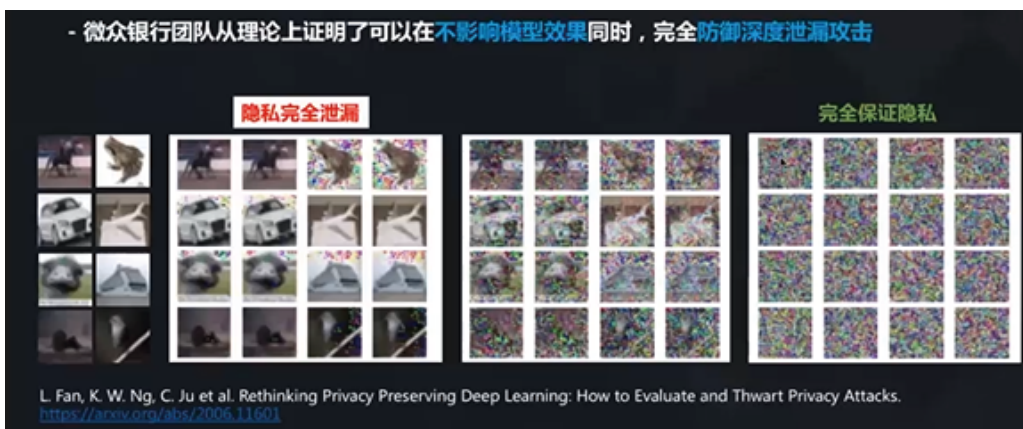 - 微众银行团队从理论上证明了可以在不影响模型效果同时，完全防御深度泄漏攻击
隐私完全泄漏
完全保证隐私
L. Fan, K. W. Ng, C. Ju et al. Rethinking Privacy Preserving Deep Learning: How to Evaluate and Thwart Privacy Attacks.
https://arxiv.org/abs/2006.11601